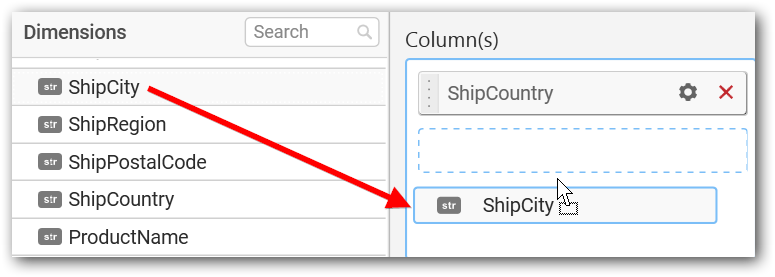 Dimensions
Search
str ShipCity
str ShipRegion
str ShipPostalCode
str ShipCountry
str ProductName
Column(s)
ShipCountry
str ShipCity